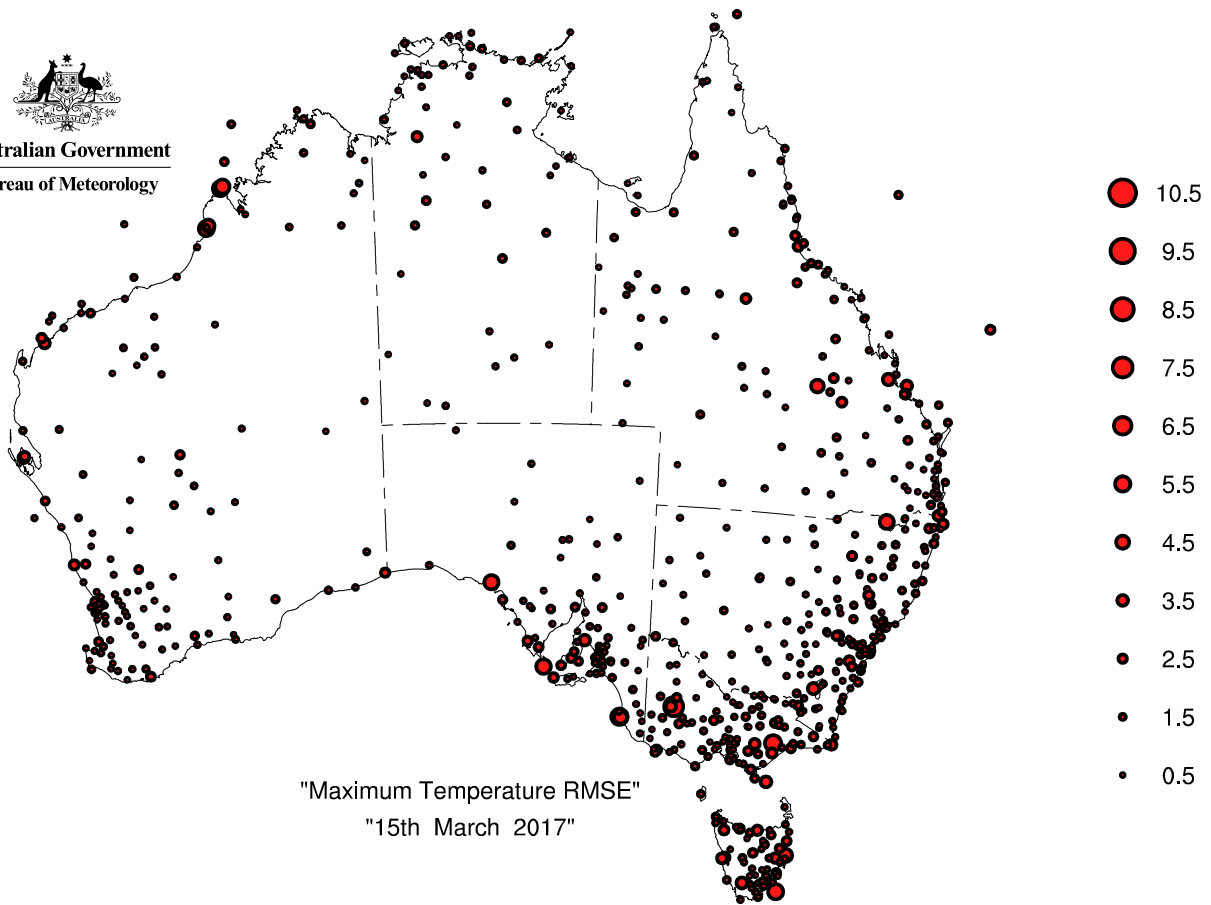 AUSTRALIA
tralian Government
reau of Meteorology
10.5
9.5
8.5
7.5
6.5
5.5
4.5
3.5
2.5
1.5
0.5
"Maximum Temperature RMSE"
"15th March 2017"